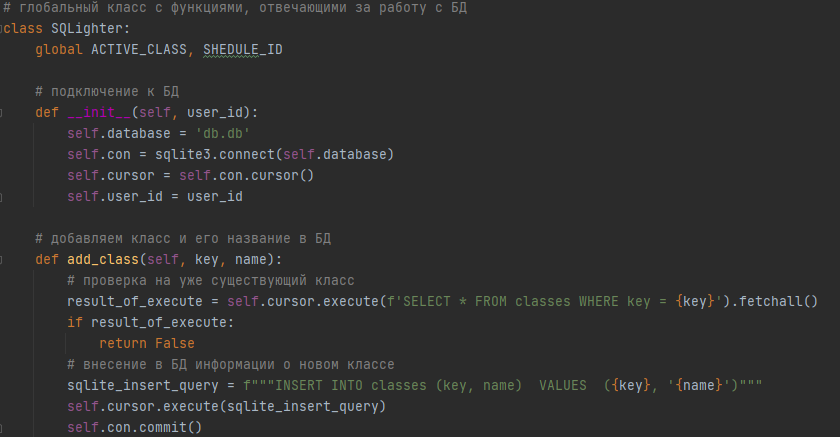 # глобальный класс с функциями, отвечающими за работу с БД
class SQLighter:
    global ACTIVE_CLASS, SHEDULE_ID

    # подключение к БД
    def __init__(self, user_id):
        self.database = 'db.db'
        self.con = sqlite3.connect(self.database)
        self.cursor = self.con.cursor()
        self.user_id = user_id

    # добавляем класс и его название в БД
    def add_class(self, key, name):
        # проверка на уже существующий класс
        result_of_execute = self.cursor.execute(f'SELECT * FROM classes WHERE key = {key}').fetchall()
        if result_of_execute:
            return False
        # внесение в БД информации о новом классе
        sqlite_insert_query = f"""INSERT INTO classes (key, name)  VALUES  ({key}, '{name}')"""
        self.cursor.execute(sqlite_insert_query)
        self.con.commit()